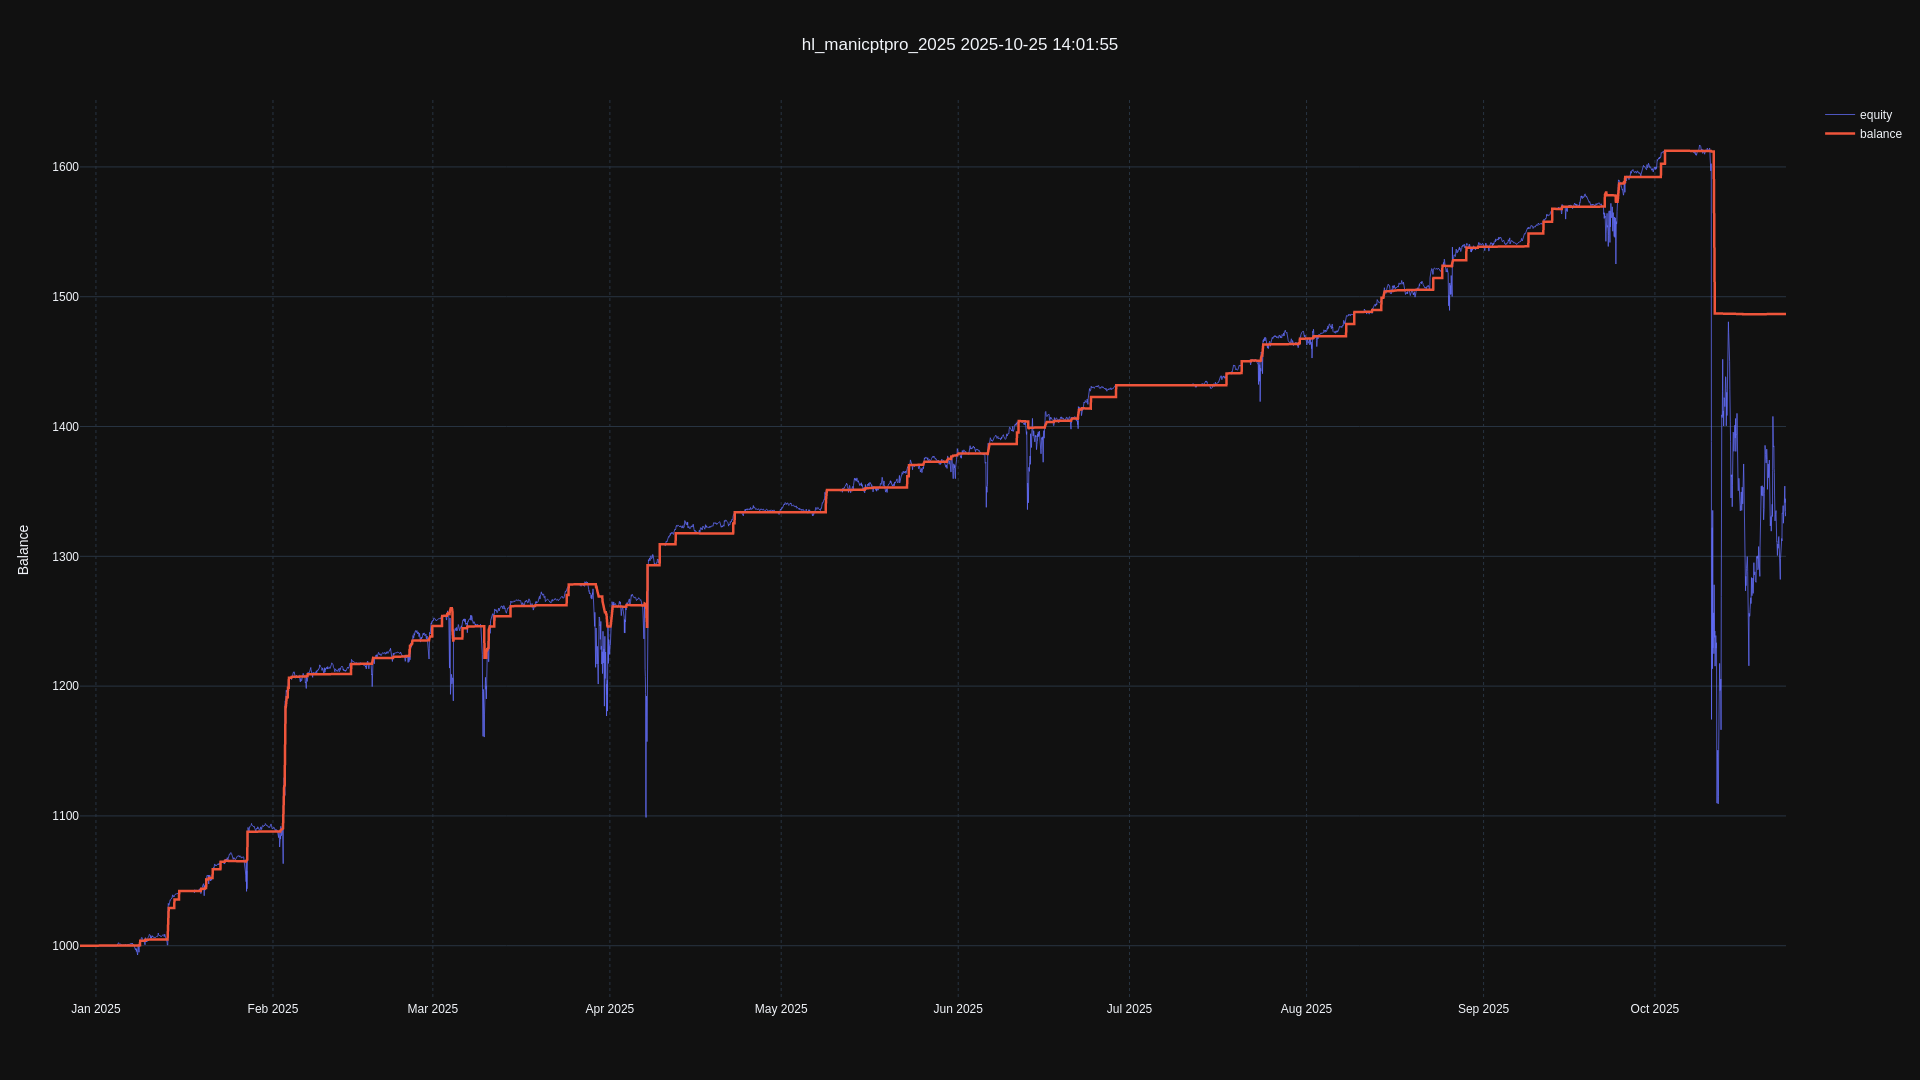 hl_manicptpro_2025 2025-10-25 14:01:55
equity
balance
Balance
1600
1500
1400
1300
1200
1100
1000
Jan 2025
Feb 2025
Mar 2025
Apr 2025
May 2025
Jun 2025
Jul 2025
Aug 2025
Sep 2025
Oct 2025